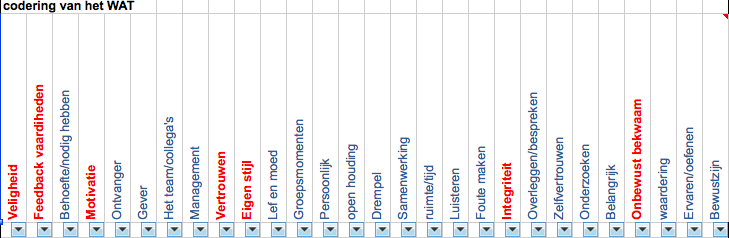 codering van het WAT
Veligheid
Feedback vaardiheden
Behoefte/nodig hebben
Motivatie
Ontvanger
Gever
Het team/collega's
Management
Vertrouwen
Eigen stijl
Lef en moed
Groepsmomenten
Persoonlijk
open houding
Drempel
Samenwerking
ruimte/tijd
Luisteren
Foute maken
Integriteit
Overleggen/bespreken
Zelfvertrouwen
Onderzoeken
Belangrijk
Onbewust bekwaam
waandering
Ervaren/oefenen
Bewustzijn